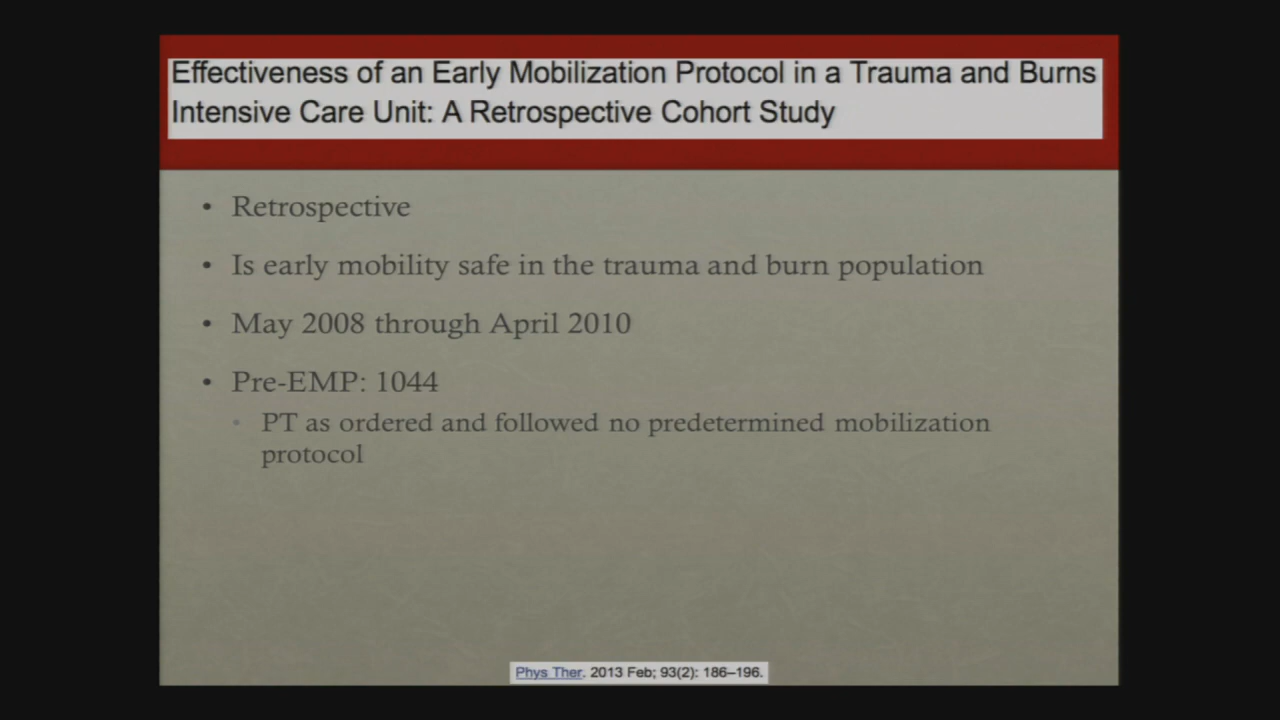 Effectiveness of an Early Mobilization Protocol in a Trauma and Burns
Intensive Care Unit: A Retrospective Cohort Study
• Retrospective
• Is early mobility safe in the trauma and burn population
• May 2008 through April 2010
• Pre-EMP: 1044
• PT as ordered and followed no predetermined mobilization
protocol
Phys Ther. 2013 Feb; 93(2): 186–196.